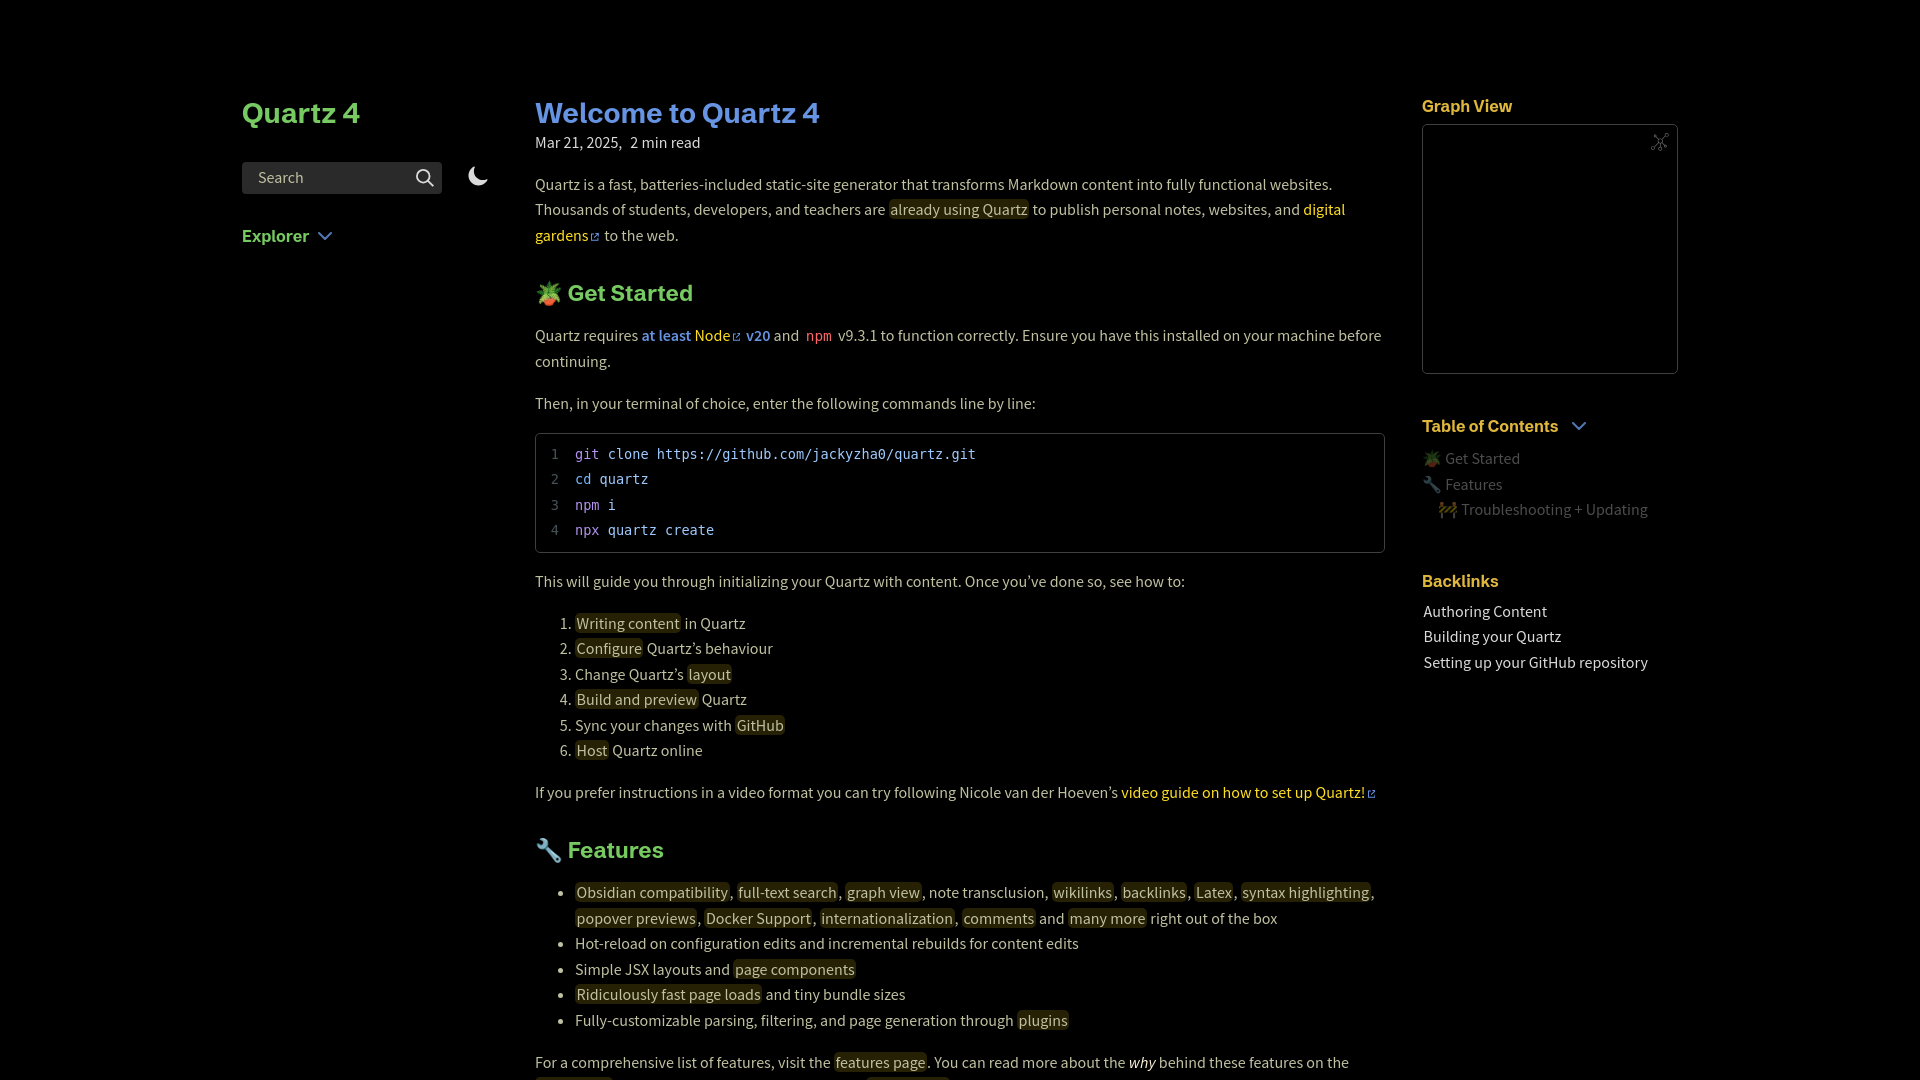 Quartz 4
Search
Explorer
Welcome to Quartz 4
Mar 21, 2025, 2 min read
Quartz is a fast, batteries-included static-site generator that transforms Markdown content into fully functional websites.
Thousands of students, developers, and teachers are already using Quartz to publish personal notes, websites, and digital
gardens to the web.
🪴 Get Started
Quartz requires at least Node v20 and npm v9.3.1 to function correctly. Ensure you have this installed on your machine before
continuing.
Then, in your terminal of choice, enter the following commands line by line:
1 git clone https://github.com/jackyzha0/quartz.git
2 cd quartz
3 npm i
4 npx quartz create
This will guide you through initializing your Quartz with content. Once you’ve done so, see how to:
1. Writing content in Quartz
2. Configure Quartz’s behaviour
3. Change Quartz’s layout
4. Build and preview Quartz
5. Sync your changes with GitHub
6. Host Quartz online
If you prefer instructions in a video format you can try following Nicole van der Hoeven’s video guide on how to set up Quartz!
🔧 Features
• Obsidian compatibility, full-text search, graph view, note transclusion, wikilinks, backlinks, Latex, syntax highlighting,
popover previews, Docker Support, internationalization, comments and many more right out of the box
• Hot-reload on configuration edits and incremental rebuilds for content edits
• Simple JSX layouts and page components
• Ridiculously fast page loads and tiny bundle sizes
• Fully-customizable parsing, filtering, and page generation through plugins
For a comprehensive list of features, visit the features page. You can read more about the why behind these features on the
Graph View
Table of Contents
🪴 Get Started
🔧 Features
🚧 Troubleshooting + Updating
Backlinks
Authoring Content
Building your Quartz
Setting up your GitHub repository